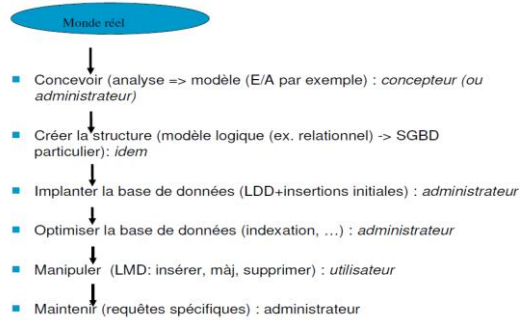 Monde réel
Concevoir (analyse => modèle (E/A par exemple) : concepteur (ou
administrateur)
Créer la structure (modèle logique (ex. relationnel) -> SGBD
particulier): idem
Implanter la base de données (LDD+insertions initiales) : administrateur
Optimiser la base de données (indexation, …) : administrateur
Manipuler (LMD: insérer, màj, supprimer) : utilisateur
Maintenir (requêtes spécifiques) : administrateur